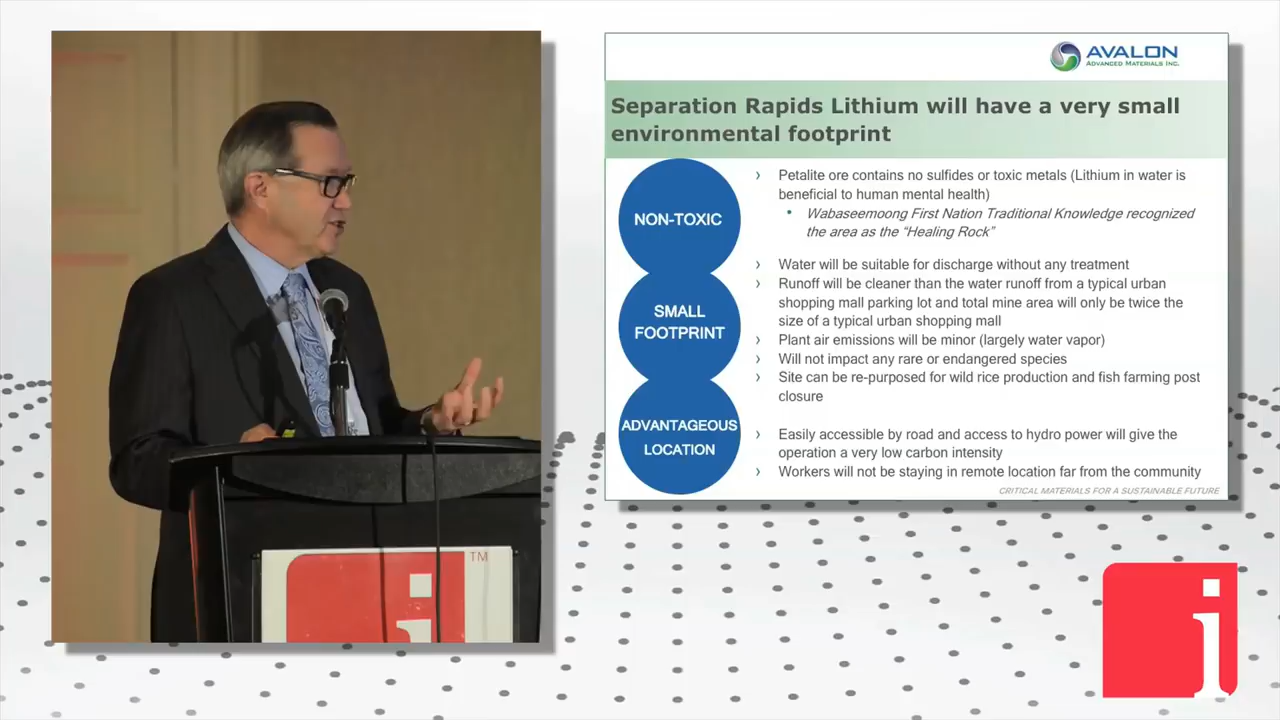 AVALON
ADVANCED MATERIALS INC.
Separation Rapids Lithium will have a very small
environmental footprint
NON-TOXIC
› Petalite ore contains no sulfides or toxic metals (Lithium in water is
beneficial to human mental health)
• Wabaseemoong First Nation Traditional Knowledge recognized
the area as the “Healing Rock”
SMALL
FOOTPRINT
› Water will be suitable for discharge without any treatment
› Runoff will be cleaner than the water runoff from a typical urban
shopping mall parking lot and total mine area will only be twice the
size of a typical urban shopping mall
› Plant air emissions will be minor (largely water vapor)
› Will not impact any rare or endangered species
› Site can be re-purposed for wild rice production and fish farming post
closure
ADVANTAGEOUS
LOCATION
› Easily accessible by road and access to hydro power will give the
operation a very low carbon intensity
› Workers will not be staying in remote location far from the community
CRITICAL MATERIALS FOR A SUSTAINABLE FUTURE
i
TM
i